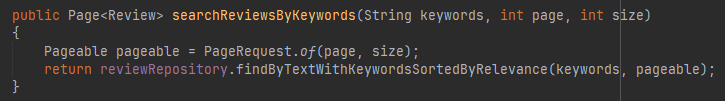 public Page<Review> searchReviewsByKeywords(String keywords, int page, int size)
{
    Pageable pageable = PageRequest.of(page, size);
    return reviewRepository.findByTextWithKeywordsSortedByRelevance(keywords, pageable);
}